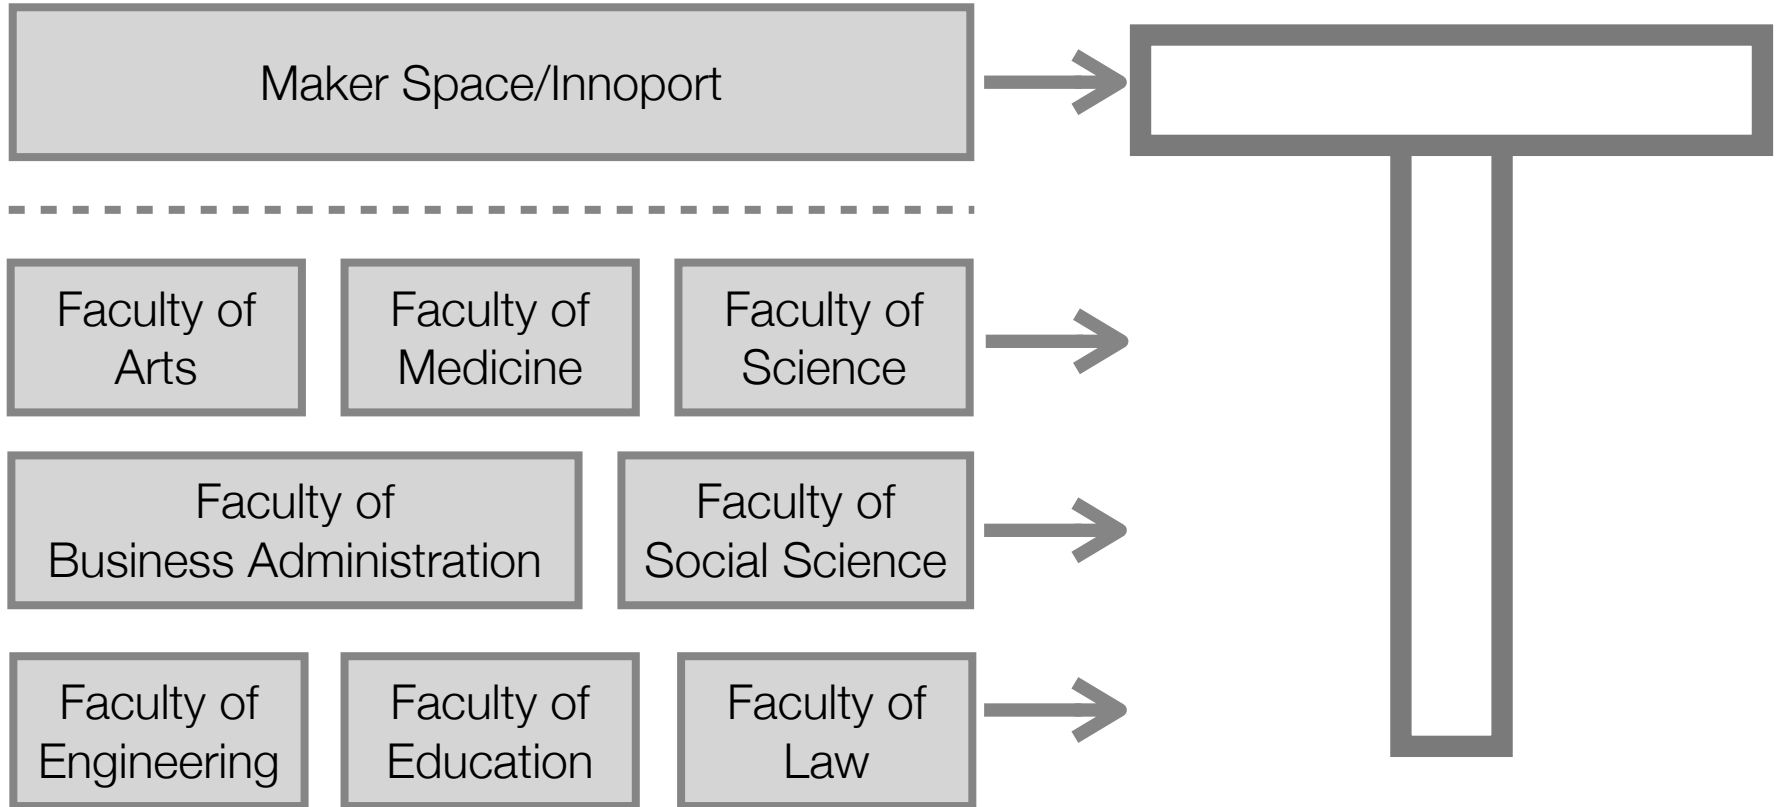 Maker Space/Innoport
Faculty of
Arts
Faculty of
Medicine
Faculty of
Science
Faculty of
Business Administration
Faculty of
Social Science
Faculty of
Engineering
Faculty of
Education
Faculty of
Law